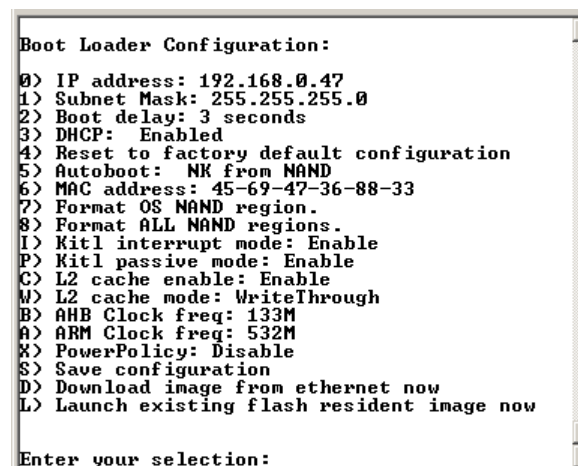 Boot Loader Configuration:
0) IP address: 192.168.0.47
1) Subnet Mask: 255.255.255.0
2) Boot delay: 3 seconds
3) DHCP:  Enabled
4) Reset to factory default configuration
5) Autoboot:  NK from NAND
6) MAC address: 45-69-47-36-88-33
7) Format OS NAND region.
8) Format ALL NAND regions.
I) Kitl interrupt mode: Enable
P) Kitl passive mode: Enable
C) L2 cache enable: Enable
W) L2 cache mode: WriteThrough
B) AHB Clock freq: 133M
A) ARM Clock freq: 532M
X) PowerPolicy: Disable
S) Save configuration
D) Download image from ethernet now
L) Launch existing flash resident image now
Enter your selection: